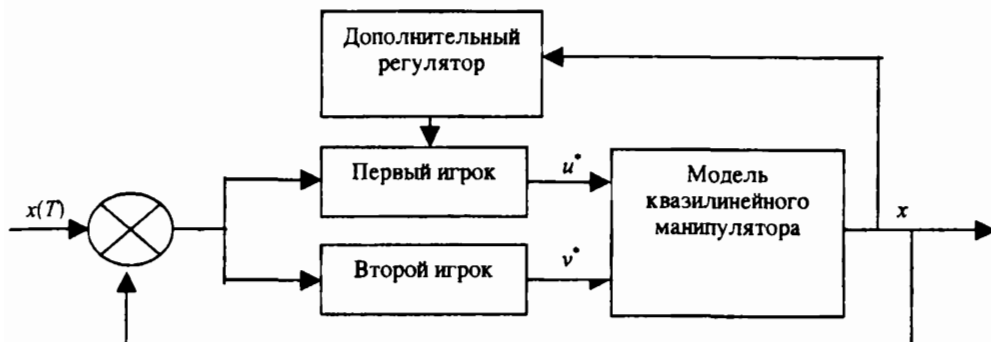 Дополнительный
регулятор
Первый игрок
u*
Модель
квазилинейного
манипулятора
x(T)
x
Второй игрок
v*